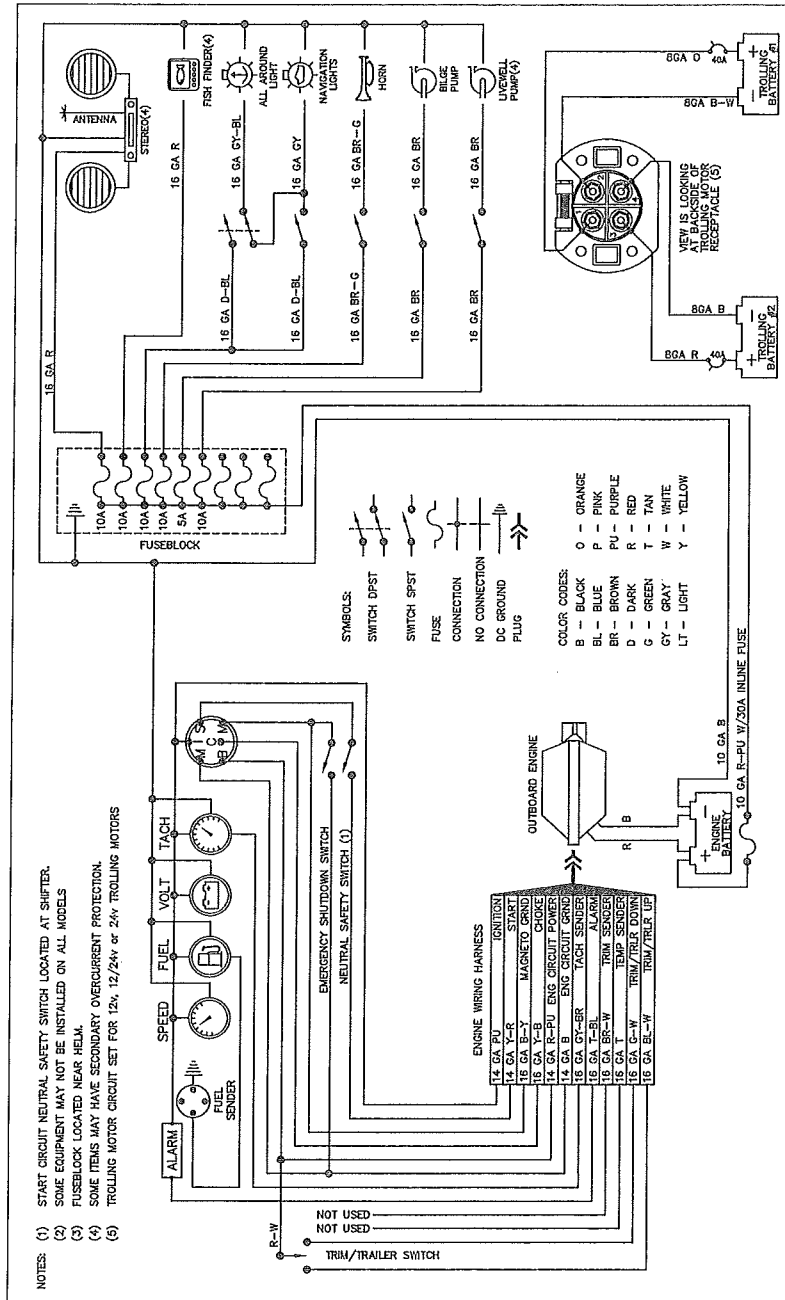 NOTES: (1) START CIRCUIT NEUTRAL SAFETY SWITCH LOCATED AT SHIFTER.
(2) SOME EQUIPMENT MAY NOT BE INSTALLED ON ALL MODELS
(3) FUSEBLOCK LOCATED NEAR HELM.
(4) SOME ITEMS MAY HAVE SECONDARY OVERCURRENT PROTECTION.
(5) TROLLING MOTOR CIRCUIT SET FOR 12v, 12/24v or 24v TROLLING MOTORS
ANTENNA
STEREO(4)
FISH FINDER(4)
ALL AROUND
LIGHT
NAVIGATION
LIGHTS
HORN
BILGE
PUMP
LIVEWELL
PUMP(4)
16 GA R
16 GA R
16 GA GY-BL
16 GA GY
16 GA BR-G
16 GA BR
16 GA BR
16 GA D-BL
16 GA D-BL
16 GA BR-G
16 GA BR
16 GA BR
10A
10A
10A
10A
5A
10A
FUSEBLOCK
8GA O
40A
8GA B-W
+
-
TROLLING
BATTERY #1
1
2
3
4
VIEW IS LOOKING
AT BACKSIDE OF
TROLLING MOTOR
RECEPTACLE (5)
8GA B
8GA R
40A
+
-
TROLLING
BATTERY #2
SYMBOLS:
SWITCH DPST
SWITCH SPST
FUSE
CONNECTION
NO CONNECTION
DC GROUND
PLUG
COLOR CODES:
B - BLACK O - ORANGE
BL - BLUE P - PINK
BR - BROWN PU - PURPLE
D - DARK R - RED
G - GREEN T - TAN
GY - GRAY W - WHITE
LT - LIGHT Y - YELLOW
ALARM
FUEL
SENDER
SPEED
FUEL
VOLT
TACH
M
I
S
C
B
M
EMERGENCY SHUTDOWN SWITCH
NEUTRAL SAFETY SWITCH (1)
ENGINE WIRING HARNESS
14 GA PU IGNITION
14 GA Y-R START
16 GA B-Y MAGNETO GRND
16 GA Y-B CHOKE
14 GA R-PU ENG CIRCUIT POWER
14 GA B ENG CIRCUIT GRND
16 GA GY-BR TACH SENDER
16 GA T-BL ALARM
16 GA BR-W TRIM SENDER
16 GA T TEMP SENDER
16 GA G-W TRIM/TRLR DOWN
16 GA BL-W TRIM/TRLR UP
NOT USED
NOT USED
R-W
TRIM/TRAILER SWITCH
OUTBOARD ENGINE
R
B
+
-
ENGINE
BATTERY
10 GA B
10 GA R-PU W/30A INLINE FUSE